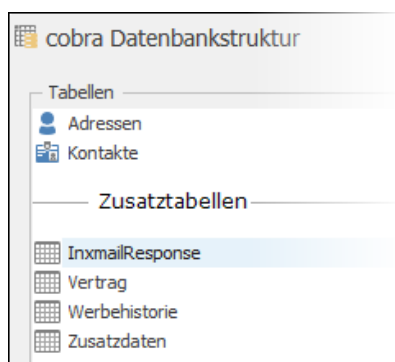 cobra Datenbankstruktur
Tabellen
Adressen
Kontakte
Zusatztabellen
InxmailResponse
Vertrag
Werbehistorie
Zusatzdaten